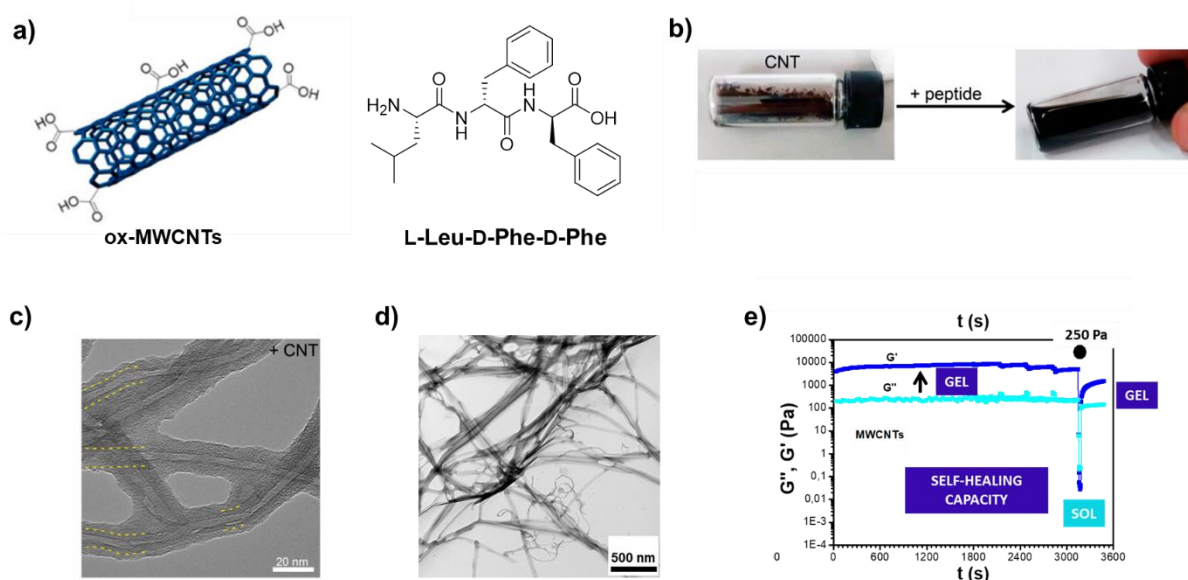 a)
O
OH
O
OH
O
OH
HO
O
HO
O
ox-MWCNTs
H₂N
O
N
H
O
H
N
O
OH
L-Leu-D-Phe-D-Phe
b)
CNT
+ peptide
c)
+ CNT
20 nm
d)
500 nm
e)
t (s)
250 Pa
G'', G' (Pa)
100000
10000
1000
100
10
1
0,1
0,01
1E-3
1E-4
G'
GEL
G''
GEL
MWCNTs
SELF-HEALING
CAPACITY
SOL
0
0
600
1200
1800
2400
3000
3600
t (s)